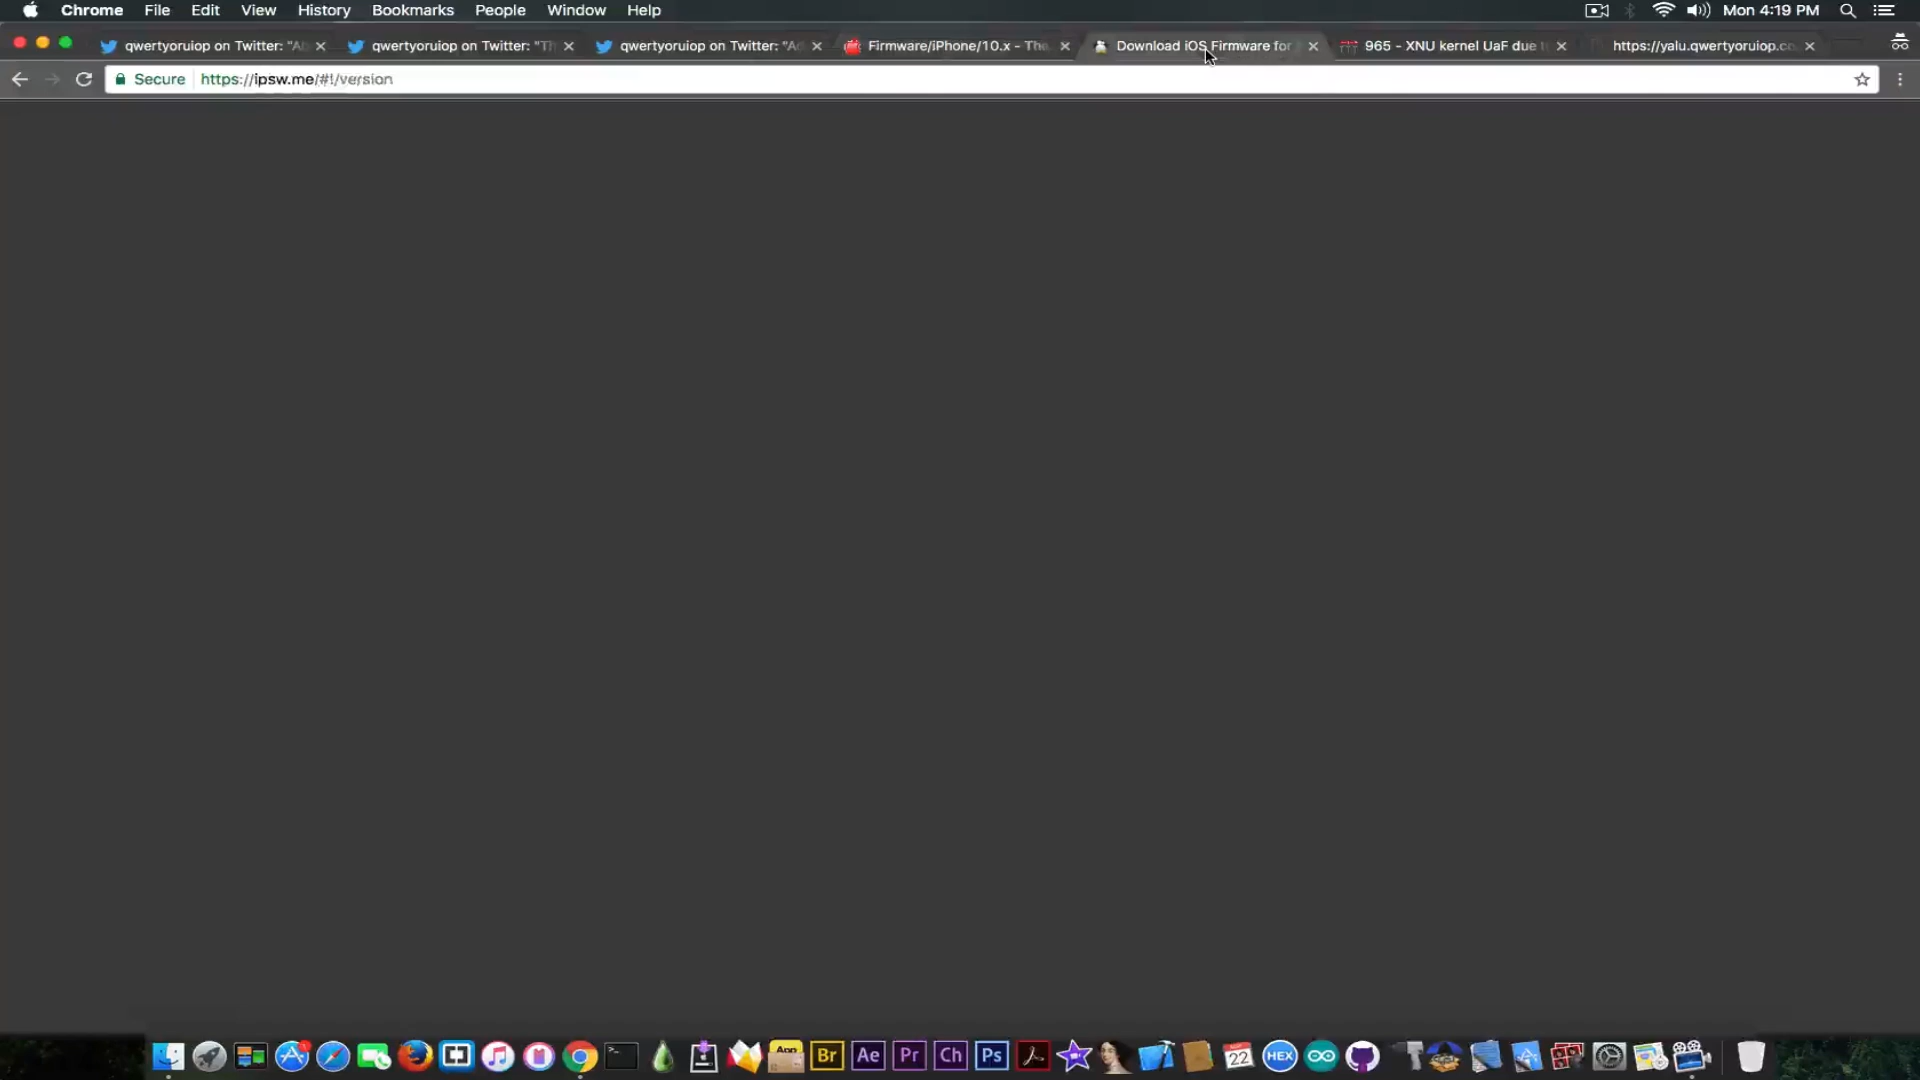 Chrome File Edit View History Bookmarks People Window Help Mon 4:19 PM
qwertyoruiop on Twitter: "Al qwertyoruiop on Twitter: "Th qwertyoruiop on Twitter: "Ad Firmware/iPhone/10.x - The Download iOS Firmware for 965 - XNU kernel UaF due t https://yalu.qwertyoruiop.co
Secure https://ipsw.me/#!/version
App Br Ae Pr Ch Ps 22 HEX